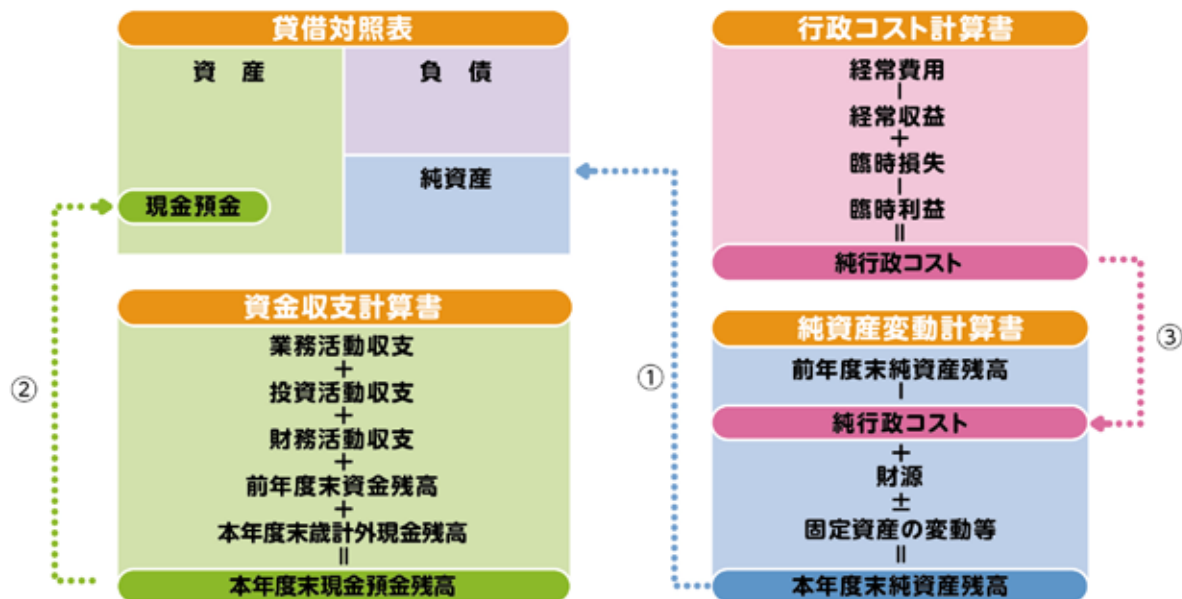 貸借対照表
資 産
負 債
純資産
現金預金
資金収支計算書
業務活動収支
+
投資活動収支
+
財務活動収支
+
前年度末資金残高
+
本年度末歳計外現金残高
=
本年度末現金預金残高
②
①
行政コスト計算書
経常費用
-
経常収益
+
臨時損失
-
臨時利益
=
純行政コスト
純資産変動計算書
前年度末純資産残高
-
純行政コスト
+
財源
±
固定資産の変動等
=
本年度末純資産残高
③